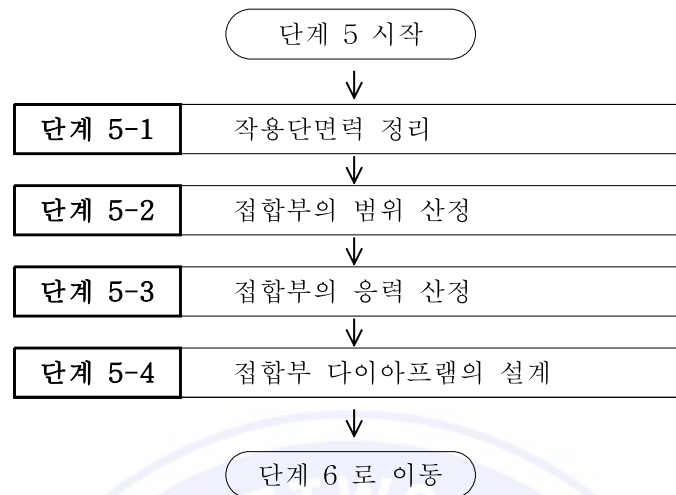 단계 5 시작
단계 5-1 작용단면력 정리
단계 5-2 접합부의 범위 산정
단계 5-3 접합부의 응력 산정
단계 5-4 접합부 다이아프램의 설계
단계 6 로 이동